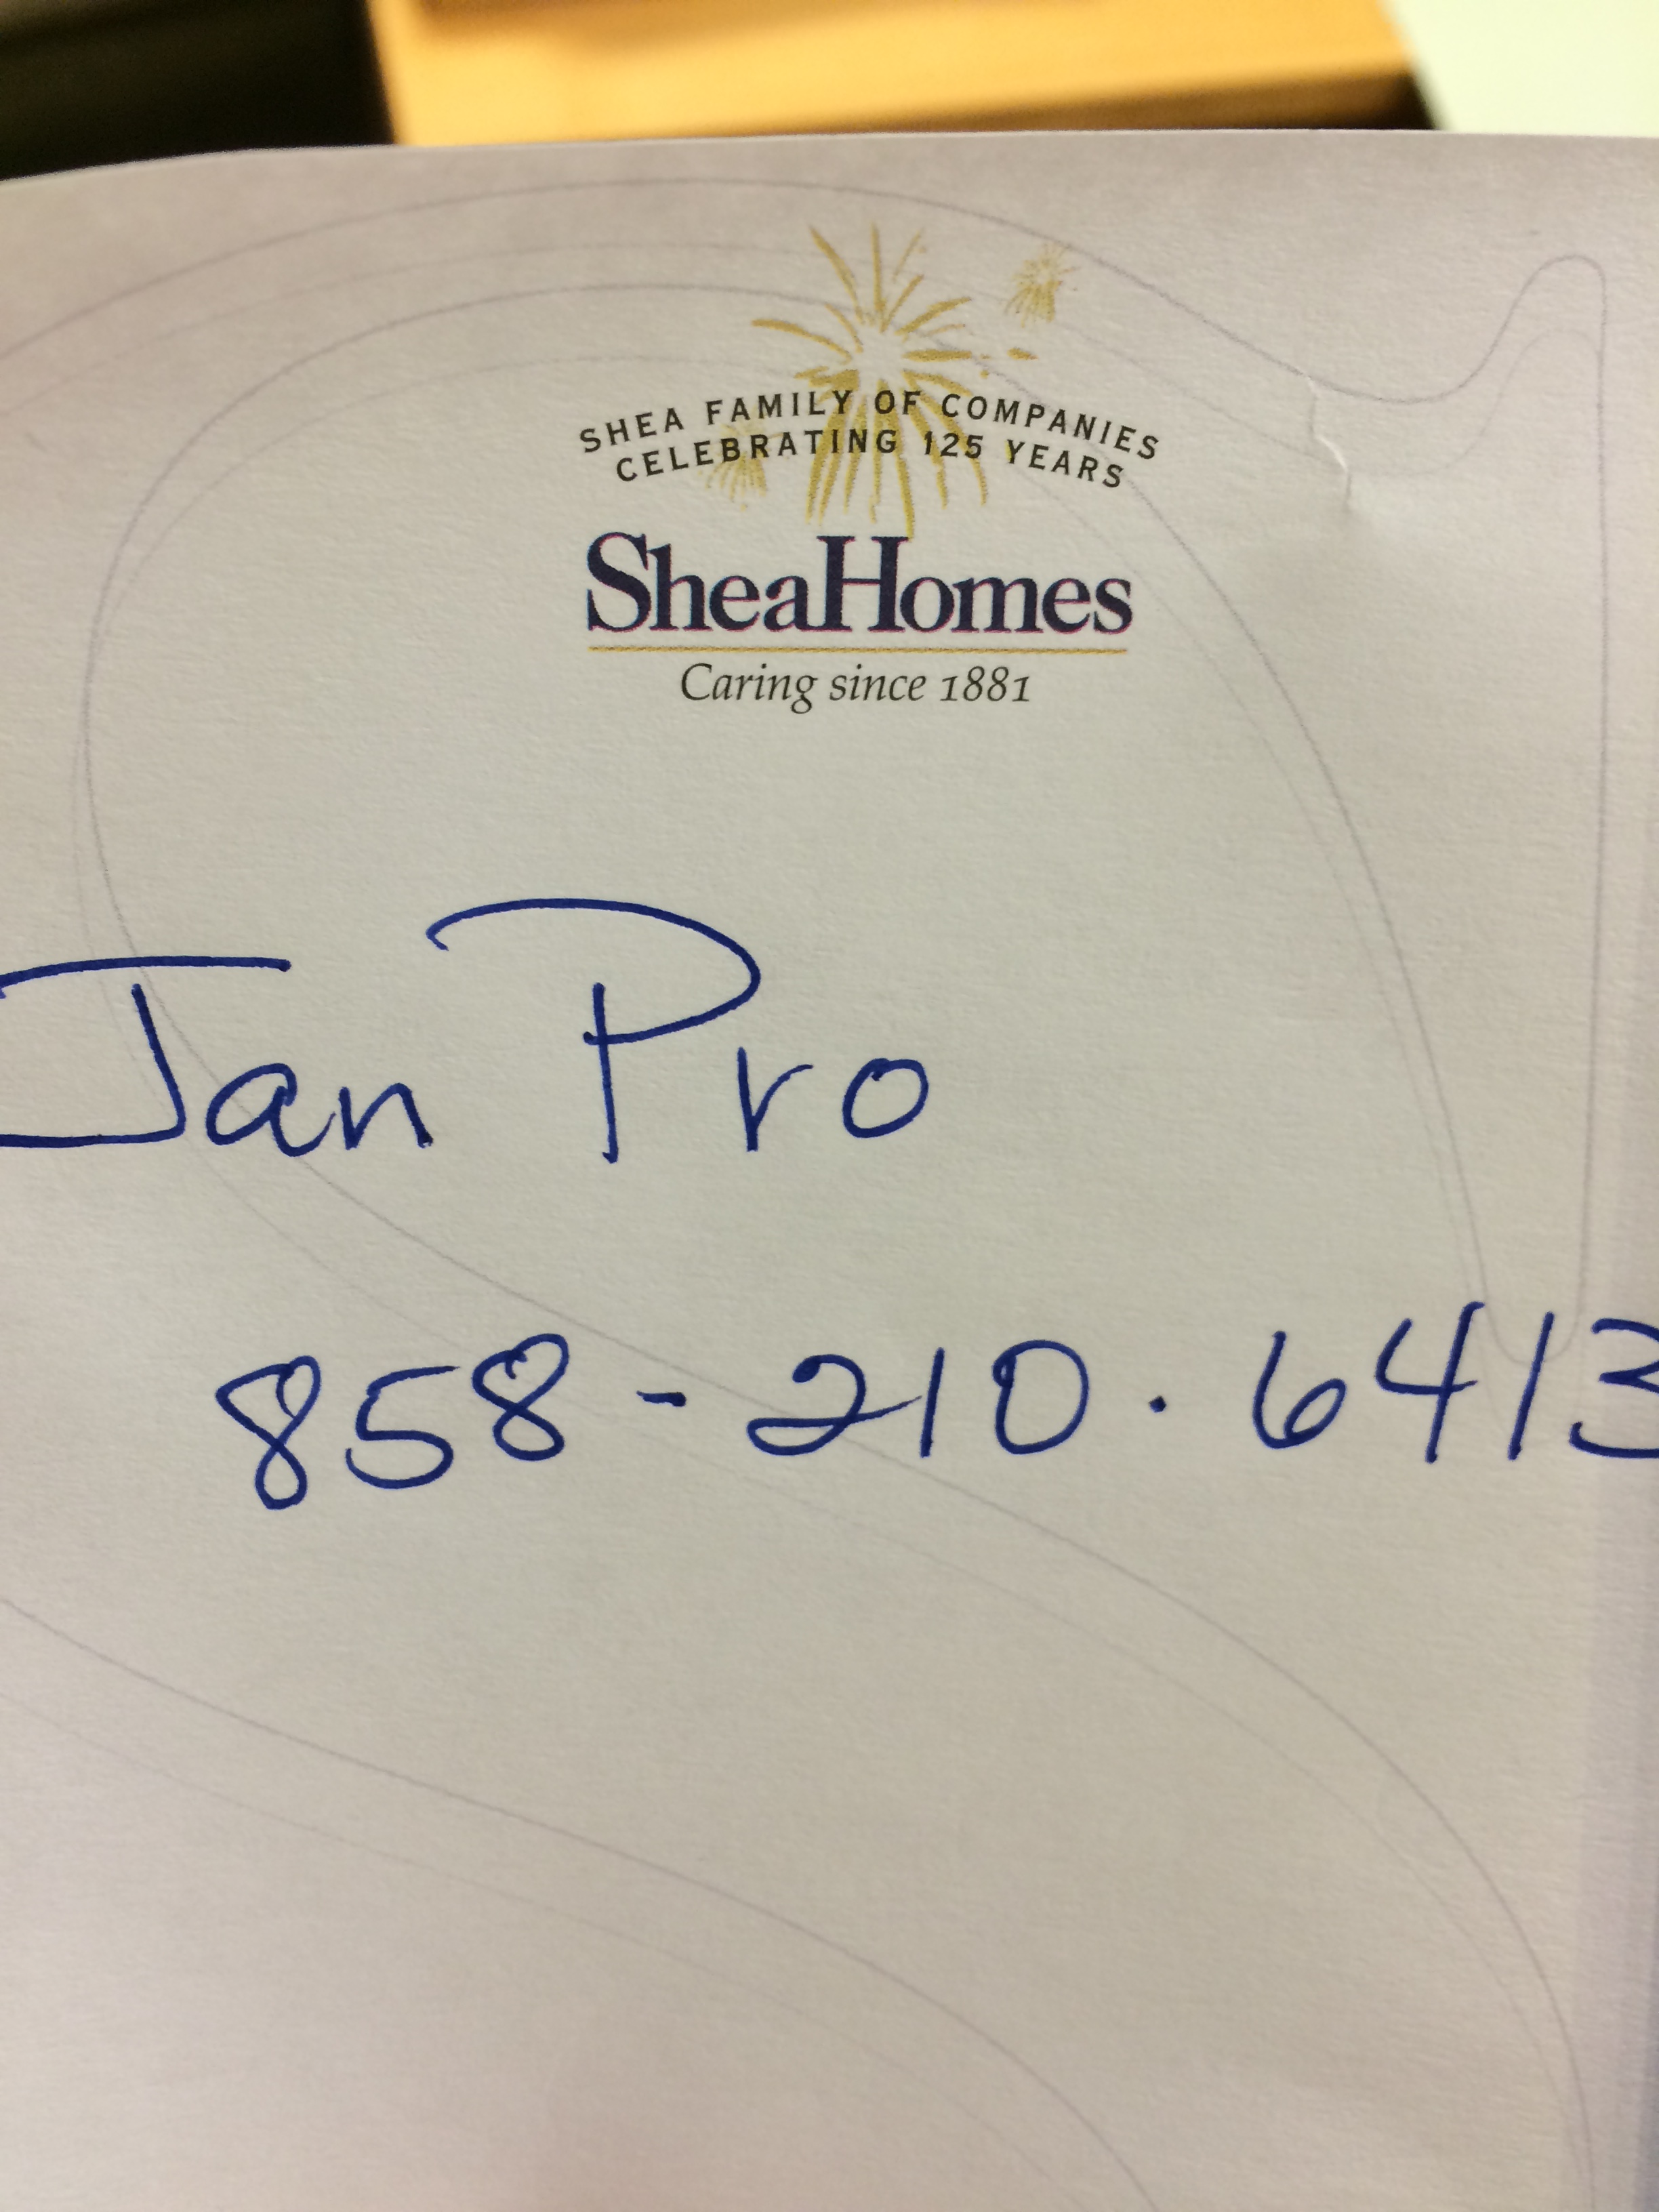 SHEA FAMILY OF COMPANIES
CELEBRATING 125 YEARS
SheaHomes
Caring since 1881
Jan Pro
858-210.6413